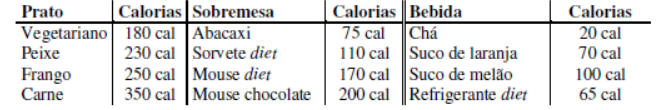 Prato Calorias Sobremesa Calorias Bebida Calorias
Vegetariano 180 cal Abacaxi 75 cal Chá 20 cal
Peixe 230 cal Sorvete diet 110 cal Suco de laranja 70 cal
Frango 250 cal Mouse diet 170 cal Suco de melão 100 cal
Carne 350 cal Mouse chocolate 200 cal Refrigerante diet 65 cal